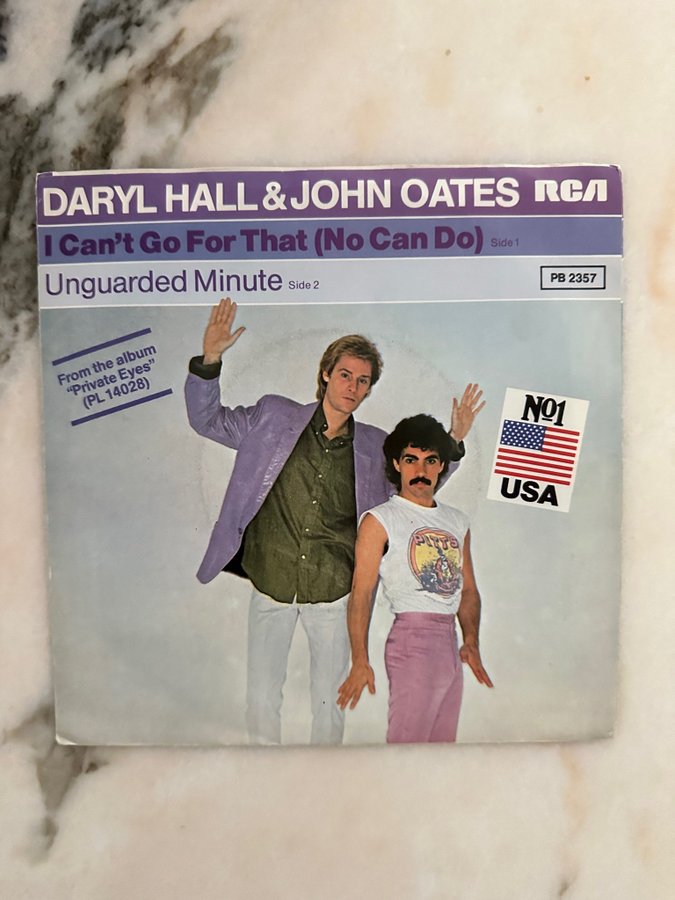 DARYL HALL & JOHN OATES RCA
I Can't Go For That (No Can Do) Side 1
Unguarded Minute Side 2
PB 2357
From the album
"Private Eyes"
(PL 14028)
No1
USA
PITTS